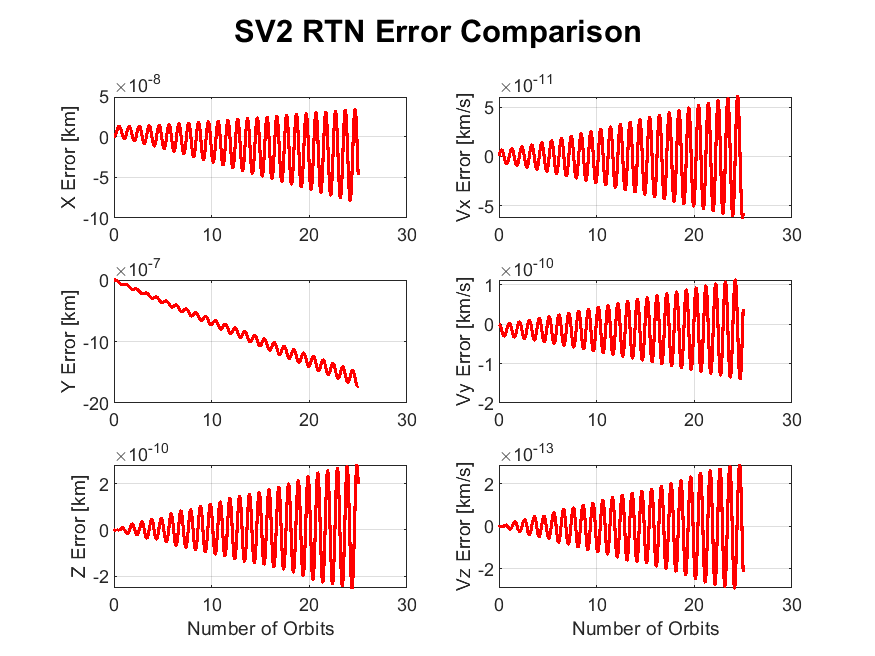 SV2 RTN Error Comparison
×10-8
5
0
-5
-10
X Error [km]
0 10 20 30
×10-11
5
0
-5
Vx Error [km/s]
0 10 20 30
×10-7
0
-10
-20
Y Error [km]
0 10 20 30
×10-10
1
0
-1
-2
Vy Error [km/s]
0 10 20 30
×10-10
2
0
-2
Z Error [km]
0 10 20 30
Number of Orbits
×10-13
2
0
-2
Vz Error [km/s]
0 10 20 30
Number of Orbits